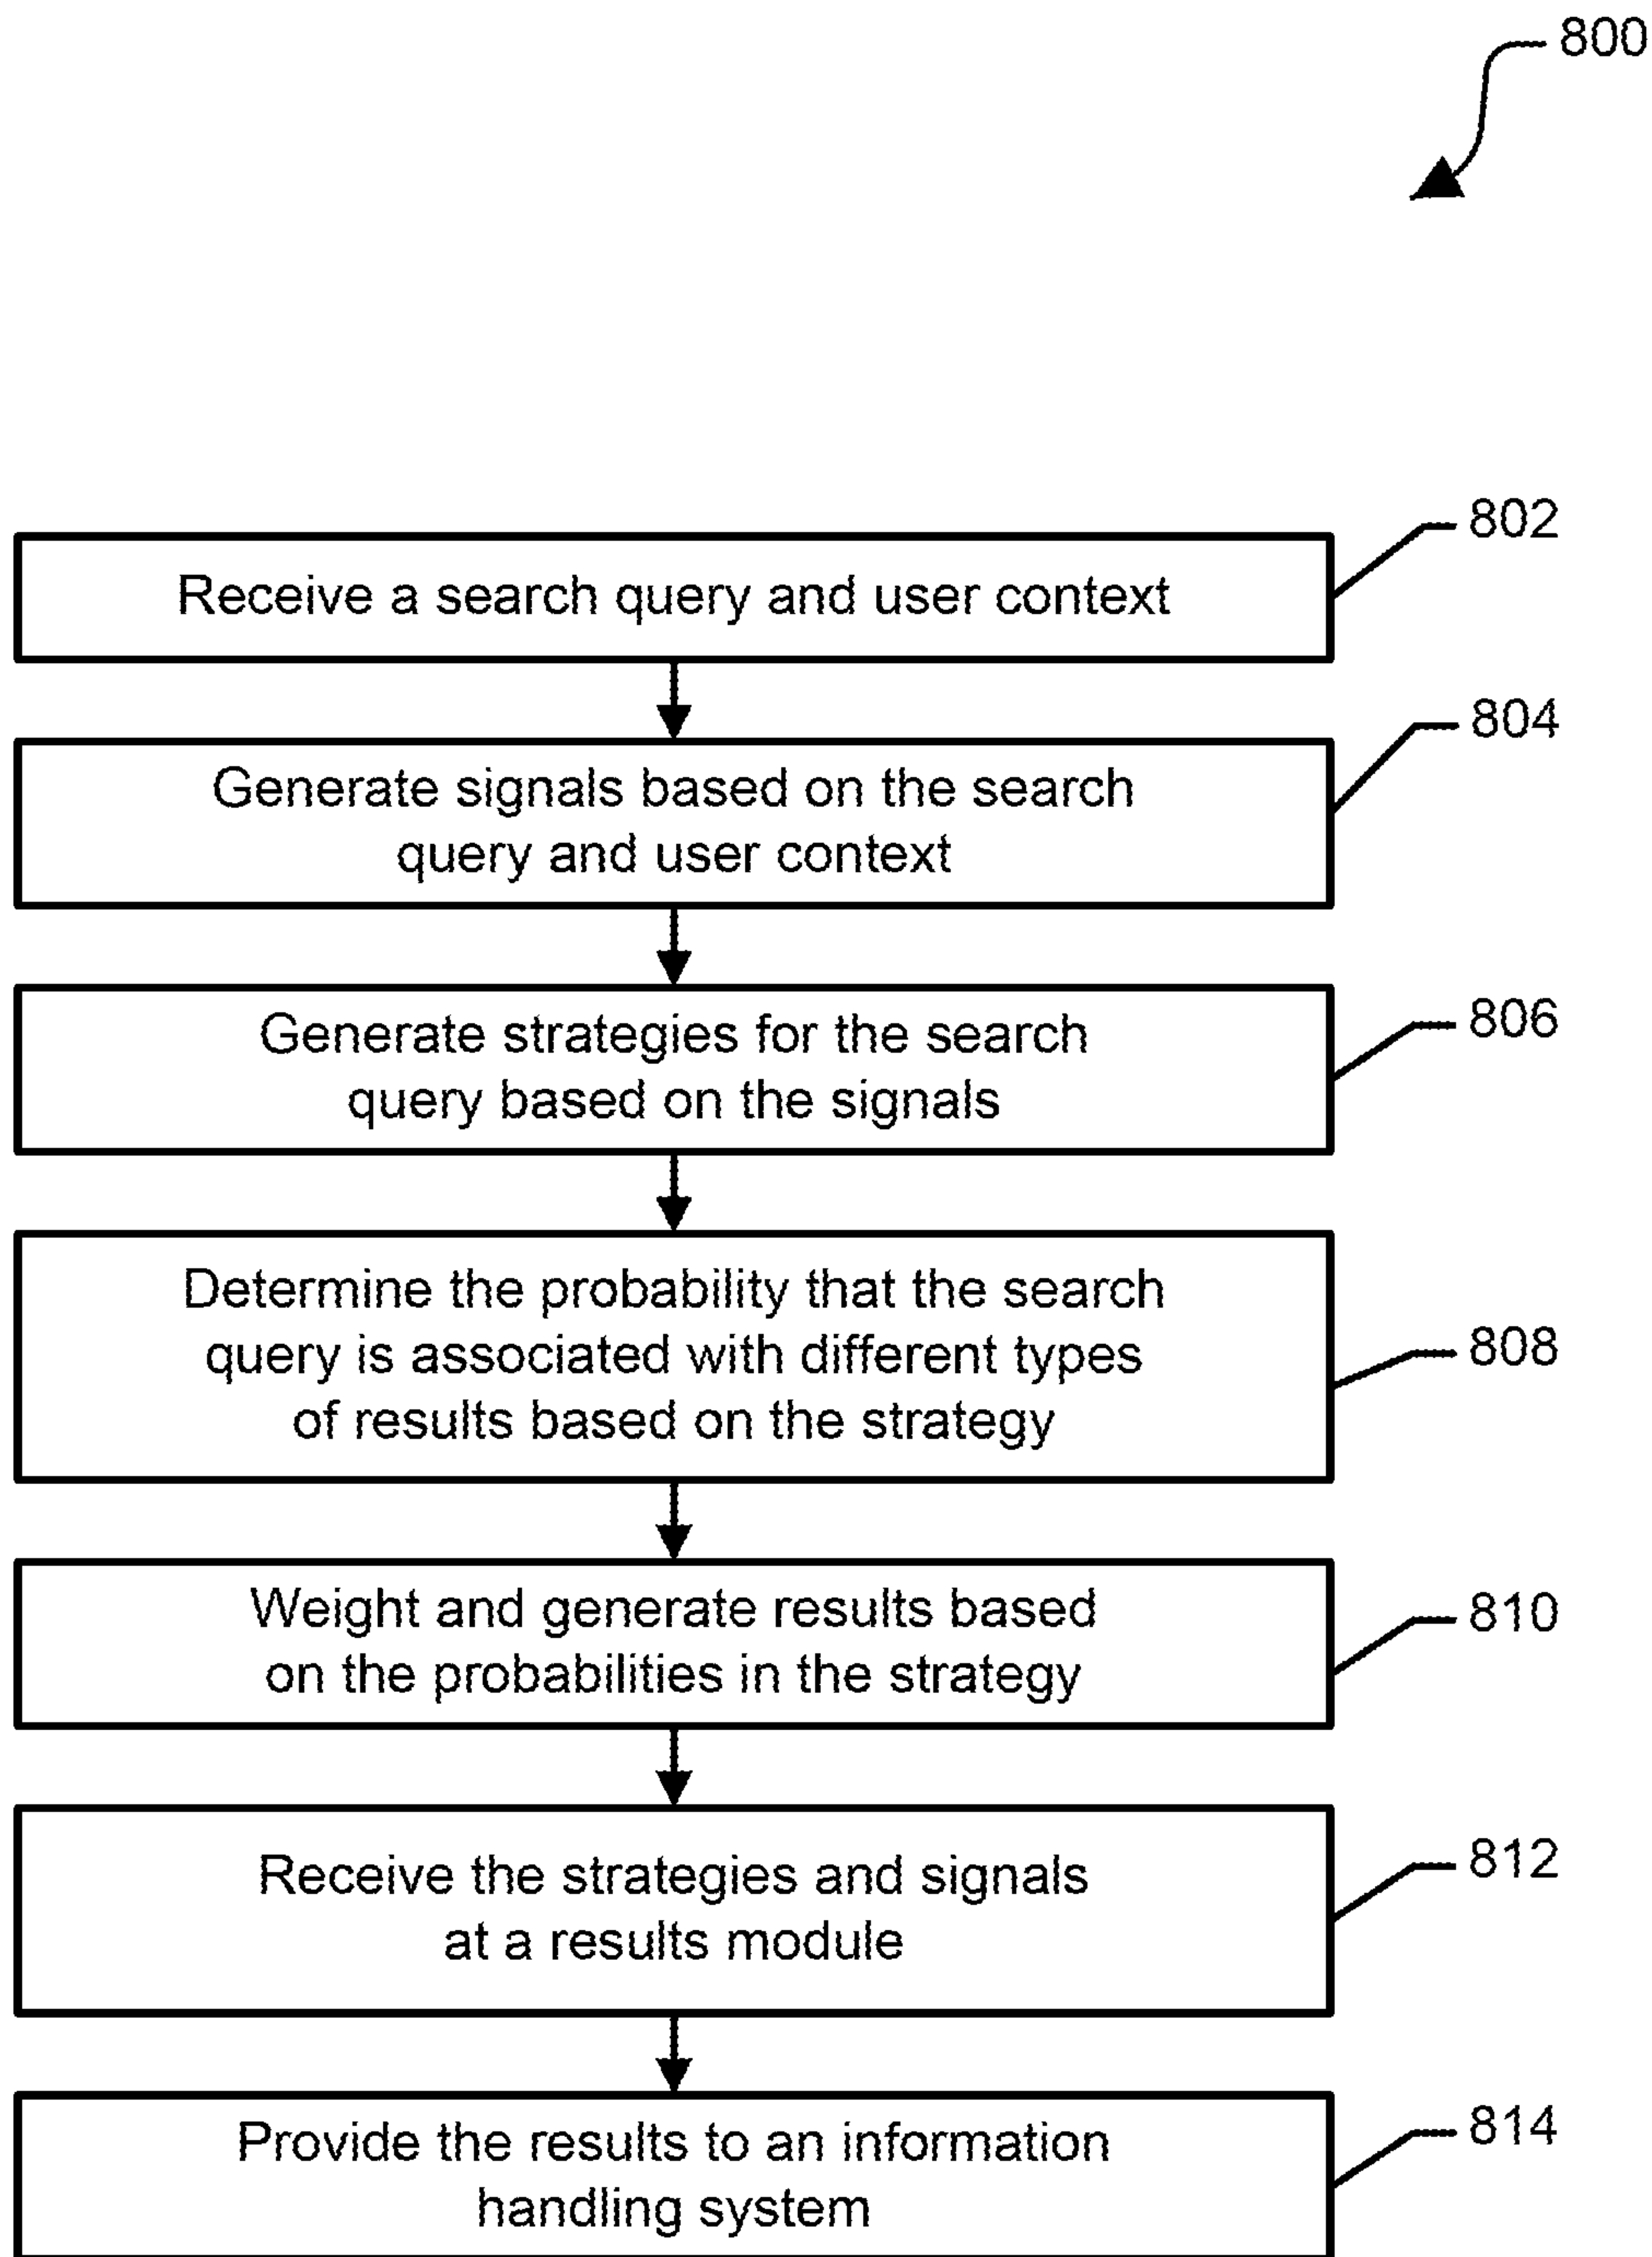 800
802
Receive a search query and user context
804
Generate signals based on the search
query and user context
806
Generate strategies for the search
query based on the signals
Determine the probability that the search
query is associated with different types
of results based on the strategy
808
Weight and generate results based
on the probabilities in the strategy
810
Receive the strategies and signals
at a results module
812
Provide the results to an information
handling system
814